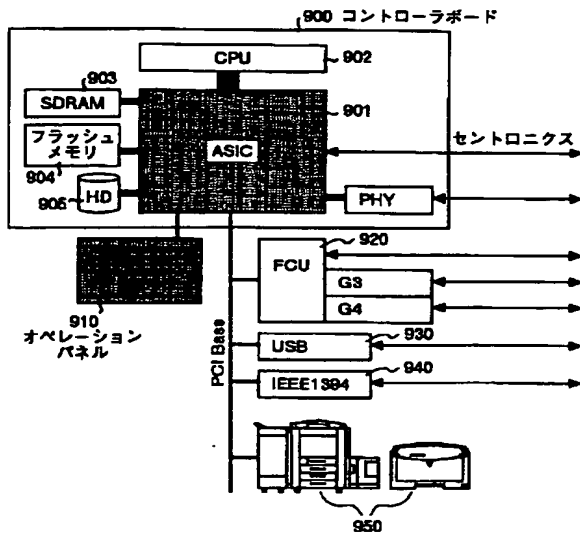 900 コントローラボード
CPU
902
903
SDRAM
901
フラッシュ
メモリ
ASIC
セントロニクス
904
905
HD
PHY
920
FCU
G3
G4
910
オペレーション
パネル
PCI Base
USB
930
IEEE1394
940
950